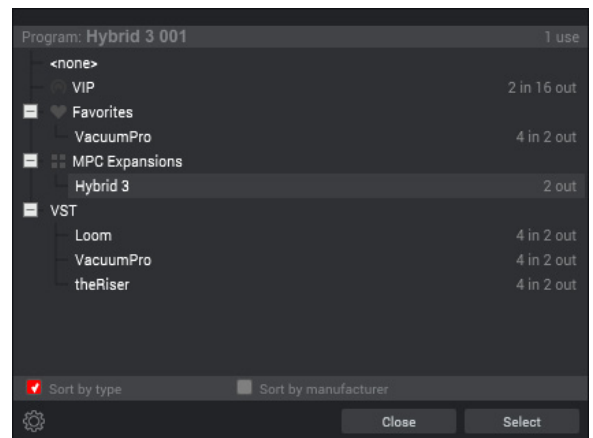 Program: Hybrid 3 001 1 use
<none>
VIP 2 in 16 out
Favorites
VacuumPro 4 in 2 out
MPC Expansions
Hybrid 3 2 out
VST
Loom 4 in 2 out
VacuumPro 4 in 2 out
theRiser 4 in 2 out
Sort by type Sort by manufacturer
Close Select